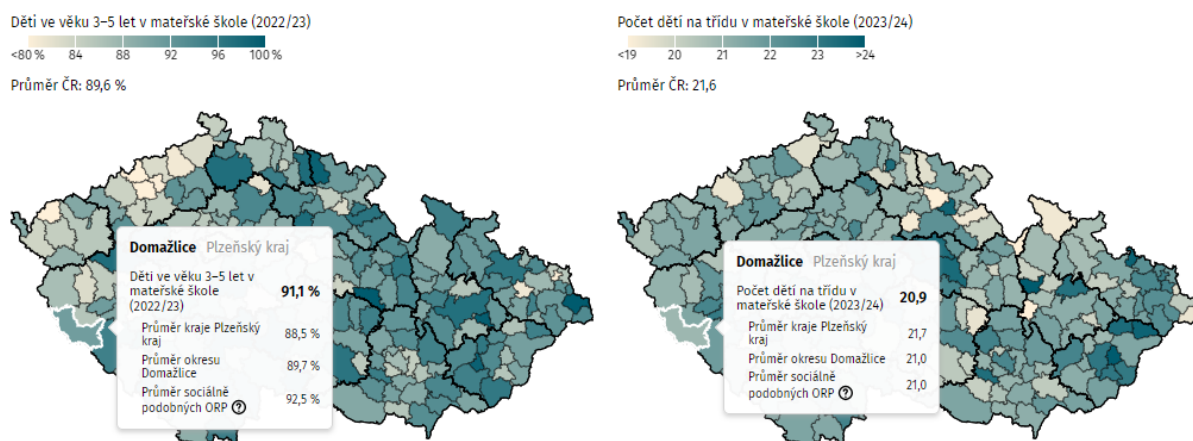 Děti ve věku 3–5 let v mateřské škole (2022/23)
<80 % 84 88 92 96 100 %
Průměr ČR: 89,6 %
Domažlice Plzeňský kraj
Děti ve věku 3–5 let v
mateřské škole
(2022/23)
91,1 %
Průměr kraje Plzeňský
kraj
88,5 %
Průměr okresu
Domažlice
89,7 %
Průměr sociálně
podobných ORP ?
92,5 %
Počet dětí na třídu v mateřské škole (2023/24)
<19 20 21 22 23 >24
Průměr ČR: 21,6
Domažlice Plzeňský kraj
Počet dětí na třídu v
mateřské škole (2023/24)
20,9
Průměr kraje Plzeňský
kraj
21,7
Průměr okresu Domažlice 21,0
Průměr sociálně
podobných ORP ?
21,0